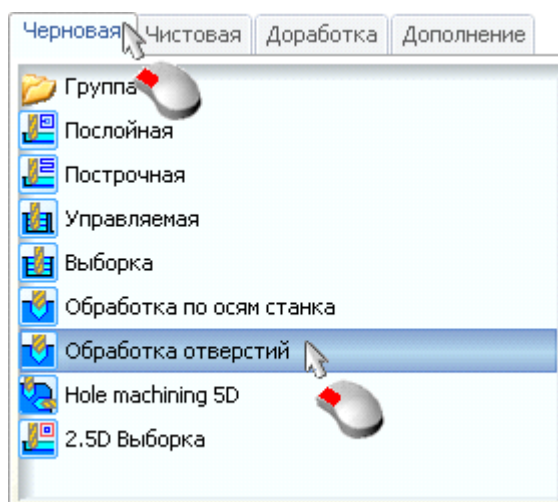 Черновая Чистовая Доработка Дополнение
Группа
Послойная
Построчная
Управляемая
Выборка
Обработка по осям станка
Обработка отверстий
Hole machining 5D
2.5D Выборка